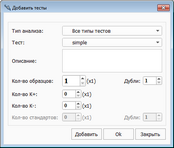 Добавить тесты
Тип анализа: Все типы тестов
Тест: simple
Описание:
Кол-во образцов: 1 (x1) Дубли: 1
Кол-во К+: 0 (x1)
Кол-во К-: 0 (x1)
Кол-во стандартов: 0 (x1) Дубли: 1
Добавить Ok Закрыть